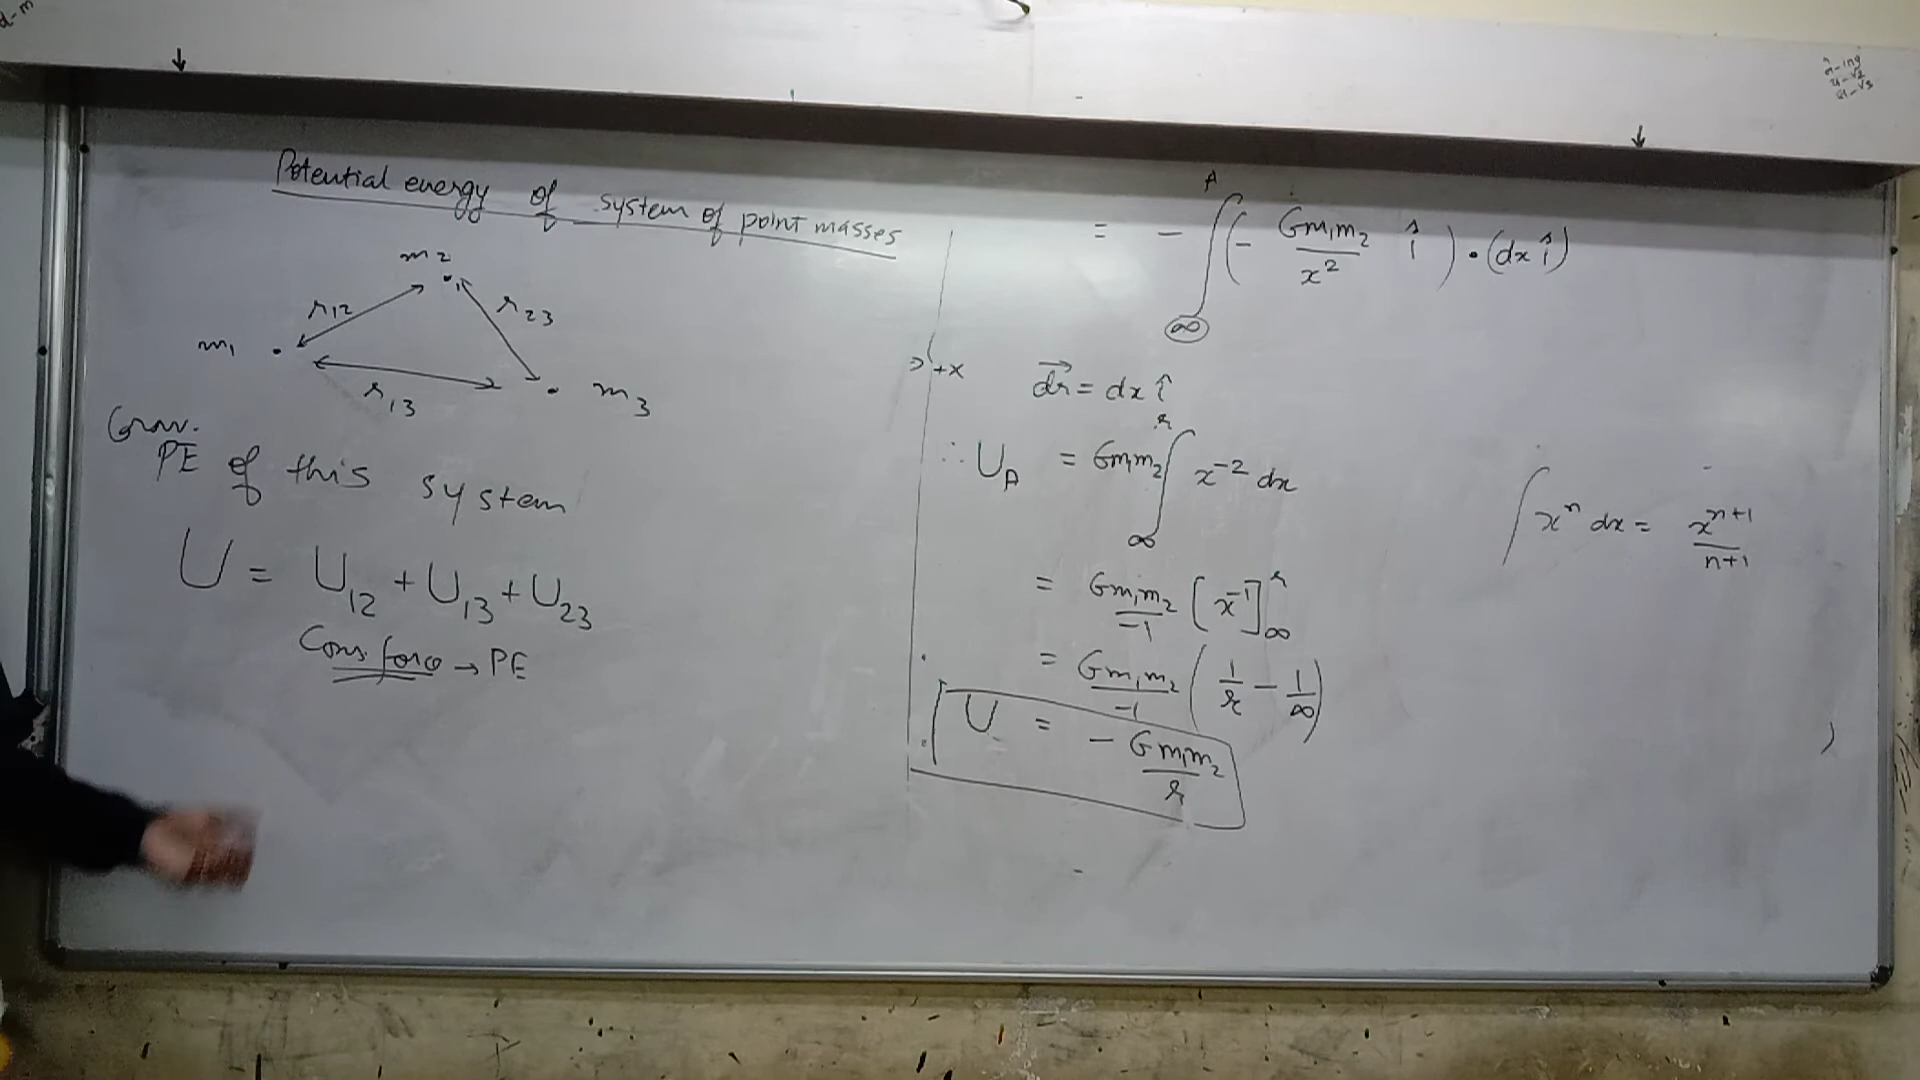 Potential energy of system of point masses
m2
r12
r23
m1
r13
m3
Grav.
PE of this system
U = U12 + U13 + U23
Cons. force → PE
A
= - ∫ (- Gm1m2/x² î) · (dx î)
∞
+x
dr⃗ = dx î
r
∴ UA = Gm1m2 ∫ x⁻² dx
∞
= Gm1m2/-1 [x⁻¹]r∞
= Gm1m2/-1 (1/r - 1/∞)
U = - Gm1m2/r
∫ xⁿ dx = xⁿ⁺¹/n+1